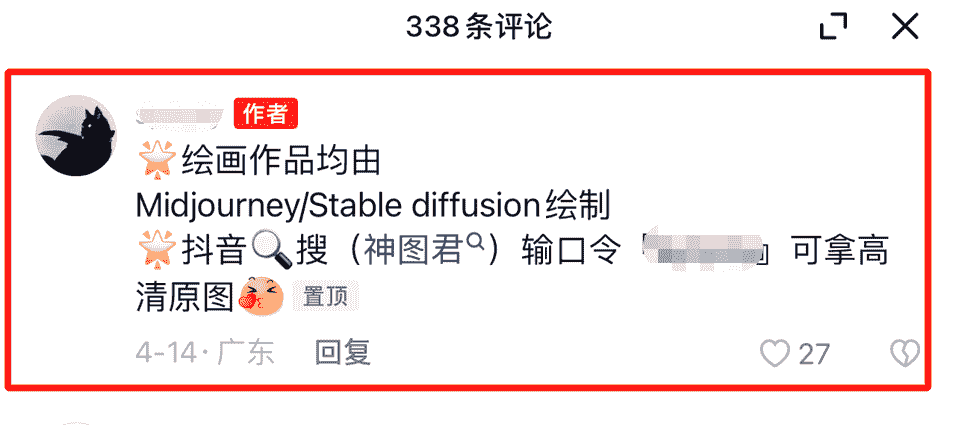 338条评论
作者
🌟绘画作品均由
Midjourney/Stable diffusion绘制
🌟抖音🔍搜（神图君）输口令「 」可拿高
清原图😘 置顶
4-14·广东 回复 27